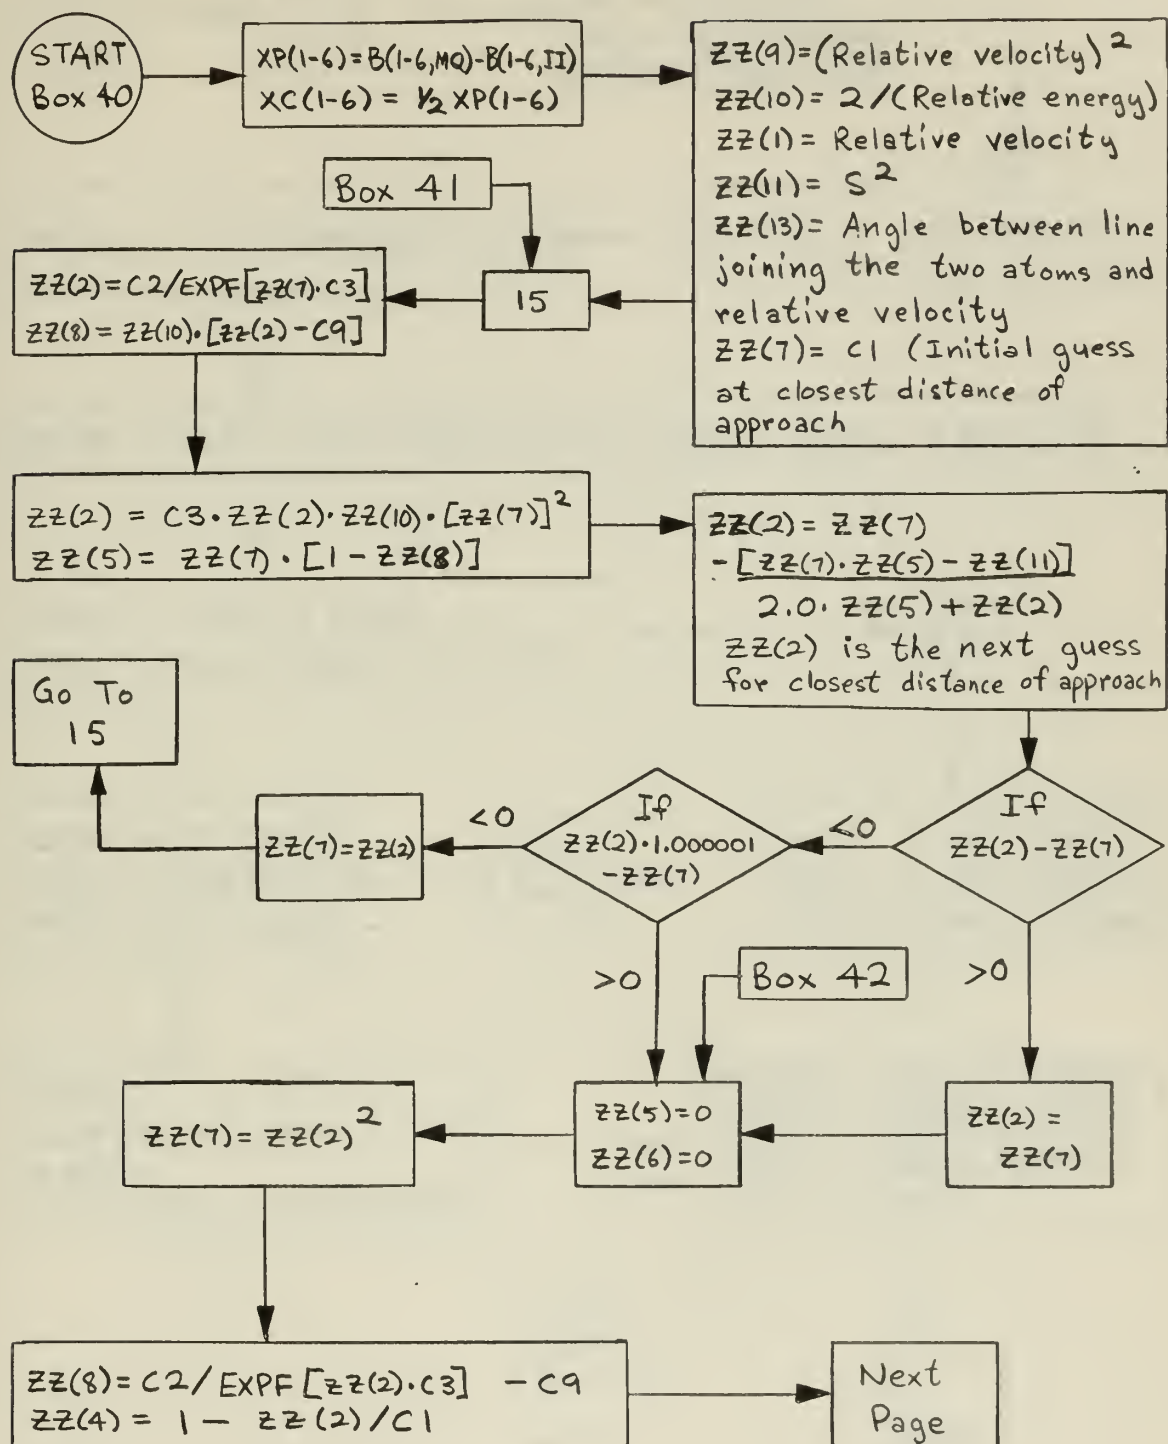 START
Box 40
XP(1-6)=B(1-6,MQ)-B(1-6,II)
XC(1-6) = 1/2 XP(1-6)
ZZ(9)=(Relative velocity)²
ZZ(10)= 2/(Relative energy)
ZZ(1)= Relative velocity
ZZ(11)= S²
ZZ(13)= Angle between line
joining the two atoms and
relative velocity
ZZ(7)= C1 (Initial guess
at closest distance of
approach
Box 41
15
ZZ(2)=C2/EXPF[ZZ(7)·C3]
ZZ(8)=ZZ(10)·[ZZ(2)-C9]
ZZ(2) = C3·ZZ(2)·ZZ(10)·[ZZ(7)]²
ZZ(5)= ZZ(7)·[1-ZZ(8)]
ZZ(2)= ZZ(7)
-[ZZ(7)·ZZ(5)-ZZ(11)]
2.0·ZZ(5)+ZZ(2)
ZZ(2) is the next guess
for closest distance of approach
If
ZZ(2)-ZZ(7)
<0
If
ZZ(2)·1.000001
-ZZ(7)
<0
ZZ(7)=ZZ(2)
Go To
15
>0
Box 42
>0
ZZ(2)=
ZZ(7)
ZZ(5)=0
ZZ(6)=0
ZZ(7)=ZZ(2)²
ZZ(8)=C2/EXPF[ZZ(2)·C3] -C9
ZZ(4) = 1 - ZZ(2)/C1
Next
Page